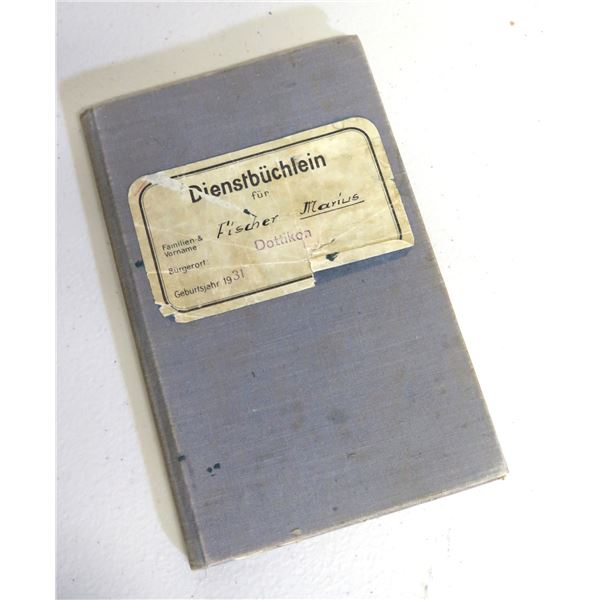 Dienstbüchlein
für
Familien-&
Vorname Fischer Marius
Bürgerort: Dottikon
Geburtsjahr 1931